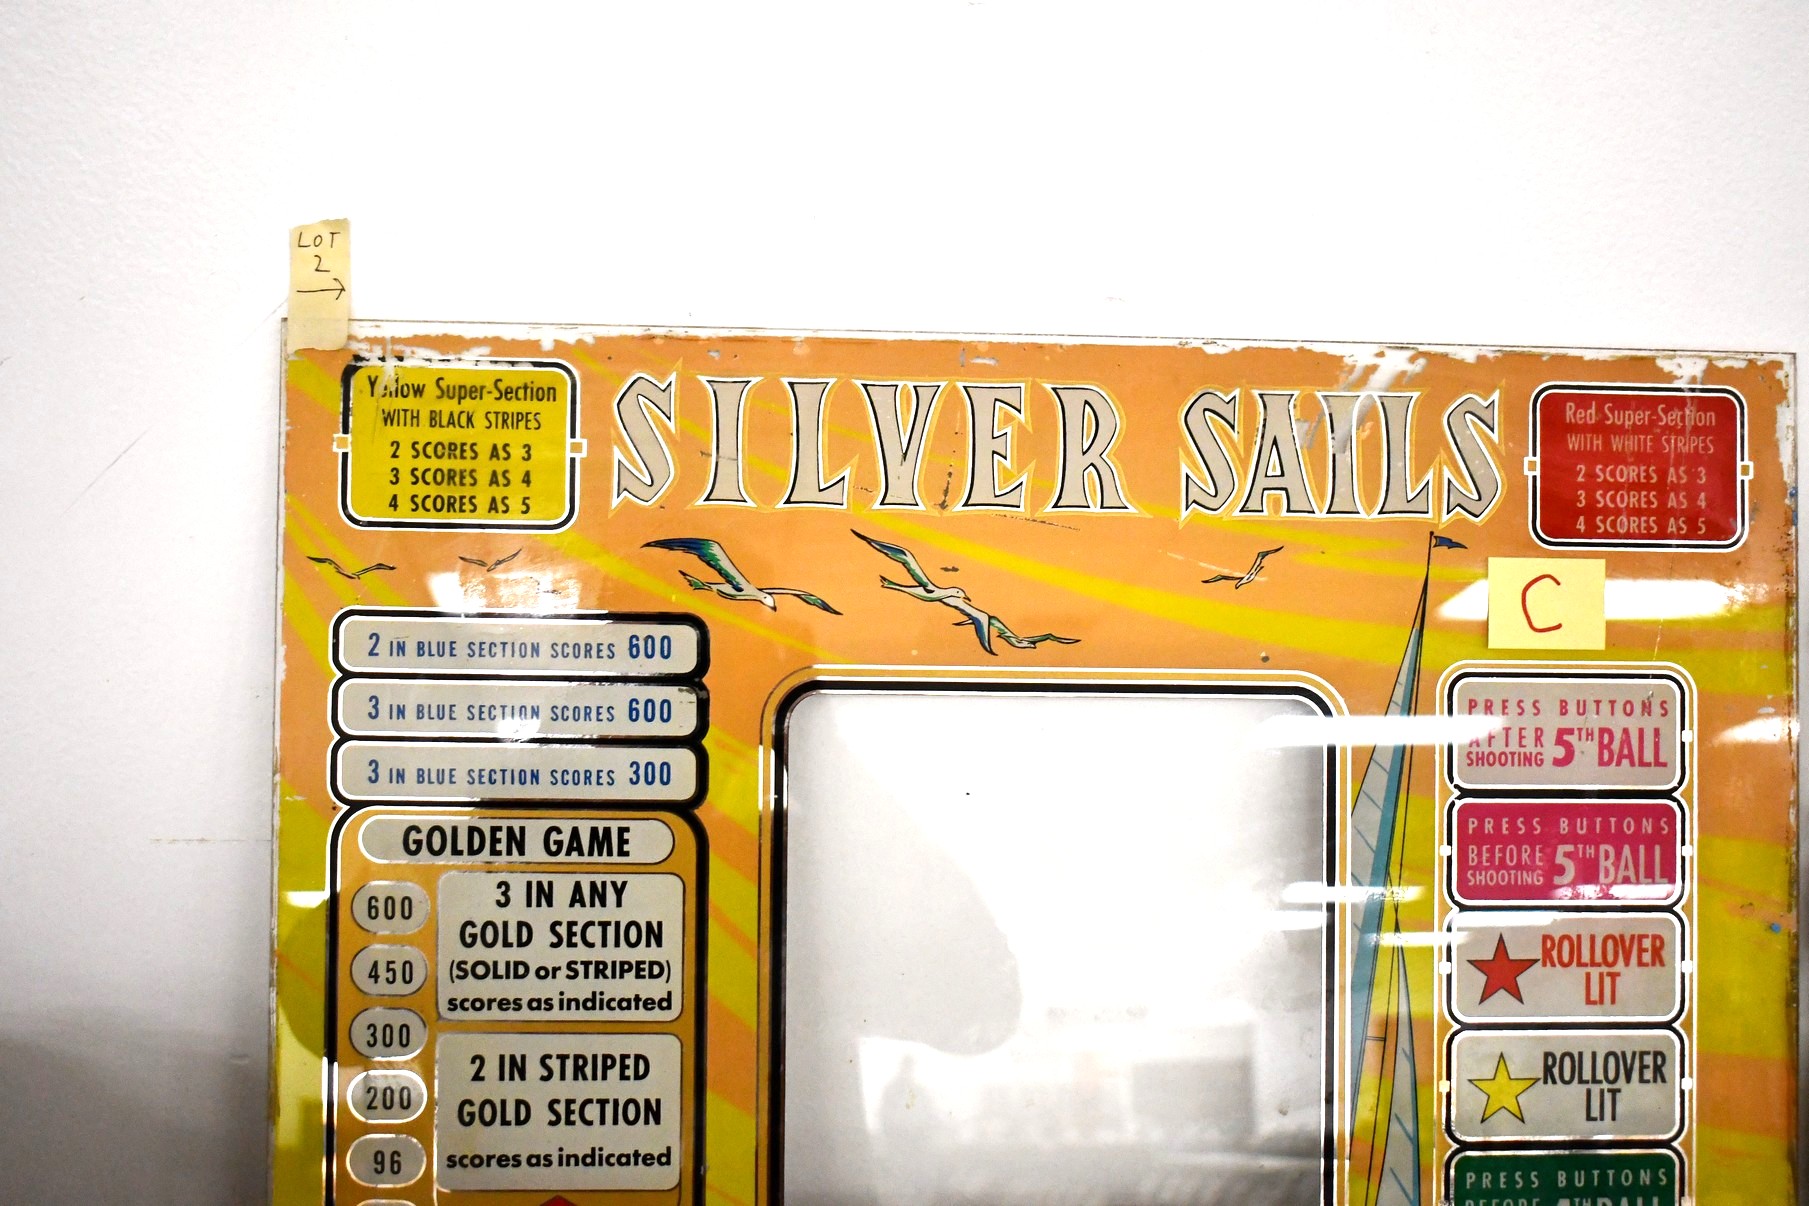 LOT
2
→
Yellow Super-Section
WITH BLACK STRIPES
2 SCORES AS 3
3 SCORES AS 4
4 SCORES AS 5
SILVER SAILS
Red Super-Section
WITH WHITE STRIPES
2 SCORES AS 3
3 SCORES AS 4
4 SCORES AS 5
C
2 IN BLUE SECTION SCORES 600
3 IN BLUE SECTION SCORES 600
3 IN BLUE SECTION SCORES 300
GOLDEN GAME
600
450
300
200
96
3 IN ANY
GOLD SECTION
(SOLID or STRIPED)
scores as indicated
2 IN STRIPED
GOLD SECTION
scores as indicated
PRESS BUTTONS
AFTER
SHOOTING 5TH BALL
PRESS BUTTONS
BEFORE
SHOOTING 5TH BALL
ROLLOVER
LIT
ROLLOVER
LIT
PRESS BUTTONS
BEFORE 4TH BALL